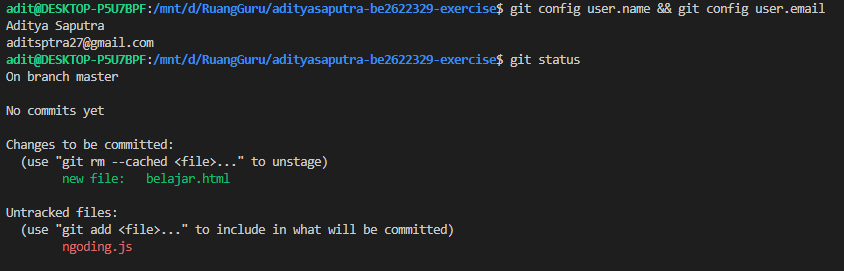 adit@DESKTOP-P5U7BPF:/mnt/d/RuangGuru/adityasaputra-be2622329-exercise$ git config user.name && git config user.email
Aditya Saputra
aditsptra27@gmail.com
adit@DESKTOP-P5U7BPF:/mnt/d/RuangGuru/adityasaputra-be2622329-exercise$ git status
On branch master
No commits yet
Changes to be committed:
(use "git rm --cached <file>..." to unstage)
new file:   belajar.html
Untracked files:
(use "git add <file>..." to include in what will be committed)
ngoding.js